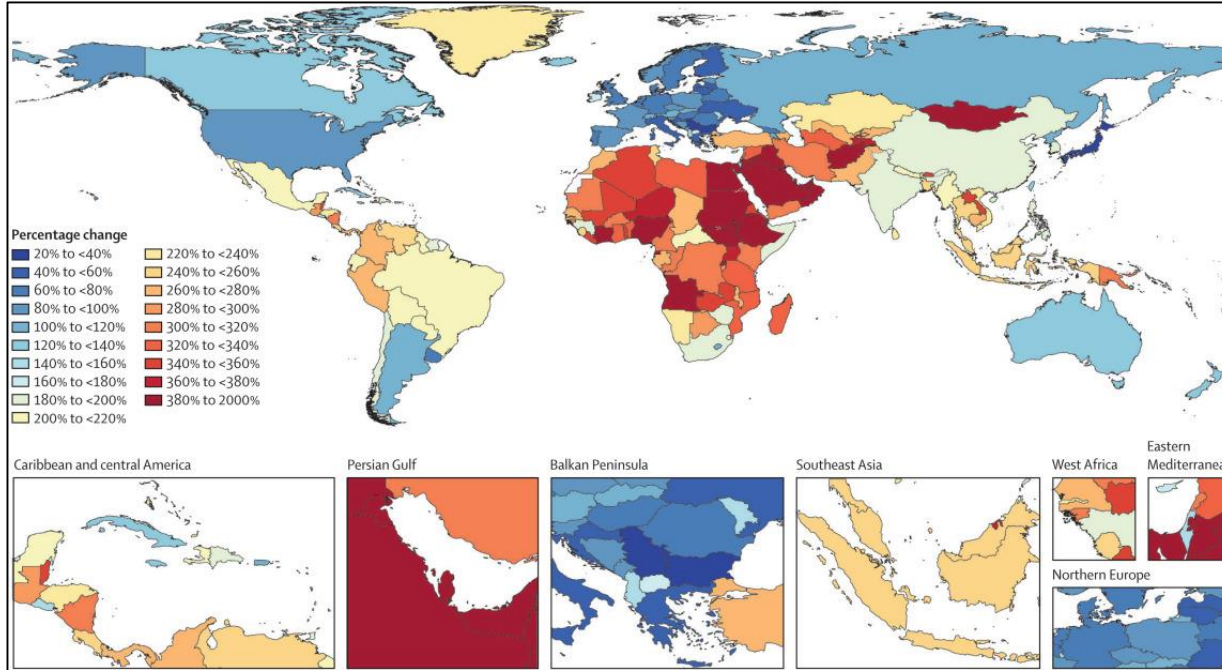 Percentage change
20% to <40%
40% to <60%
60% to <80%
80% to <100%
100% to <120%
120% to <140%
140% to <160%
160% to <180%
180% to <200%
200% to <220%
220% to <240%
240% to <260%
260% to <280%
280% to <300%
300% to <320%
320% to <340%
340% to <360%
360% to <380%
380% to 2000%
Caribbean and central America
Persian Gulf
Balkan Peninsula
Southeast Asia
West Africa
Eastern
Mediterranea
Northern Europe